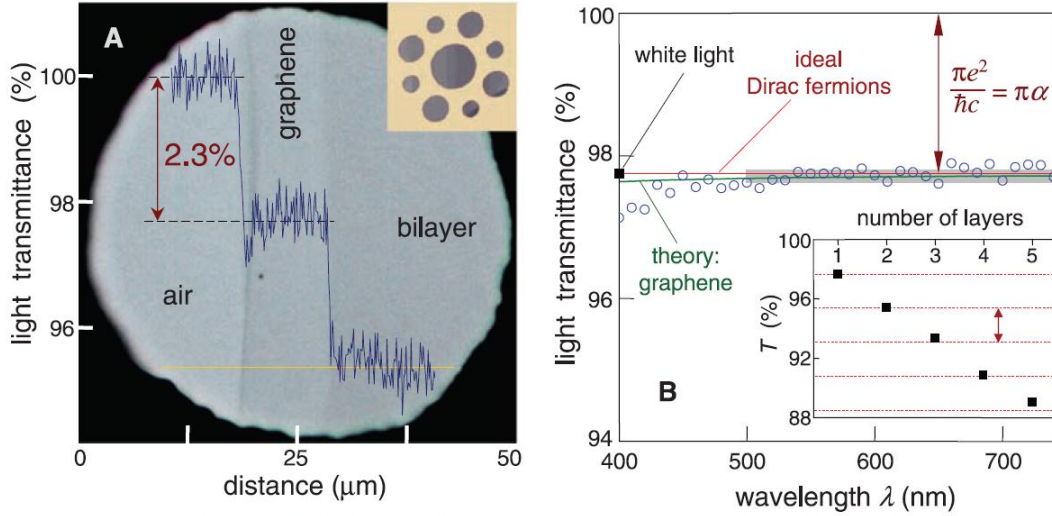 A
light transmittance (%)
100
98
96
2.3%
air
graphene
bilayer
0
25
50
distance (μm)
B
light transmittance (%)
100
98
96
94
white light
ideal
Dirac fermions
πe²/ħc = πα
theory:
graphene
number of layers
1 2 3 4 5
T (%)
100
96
92
88
400 500 600 700
wavelength λ (nm)